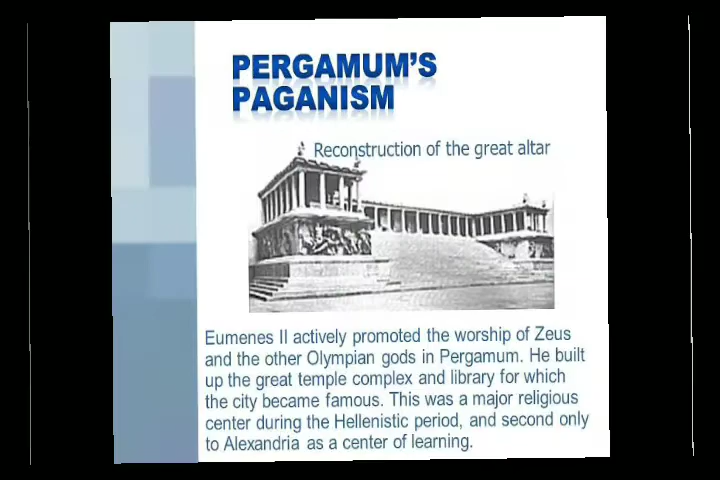 PERGAMUM'S
PAGANISM
Reconstruction of the great altar
Eumenes II actively promoted the worship of Zeus
and the other Olympian gods in Pergamum. He built
up the great temple complex and library for which
the city became famous. This was a major religious
center during the Hellenistic period, and second only
to Alexandria as a center of learning.